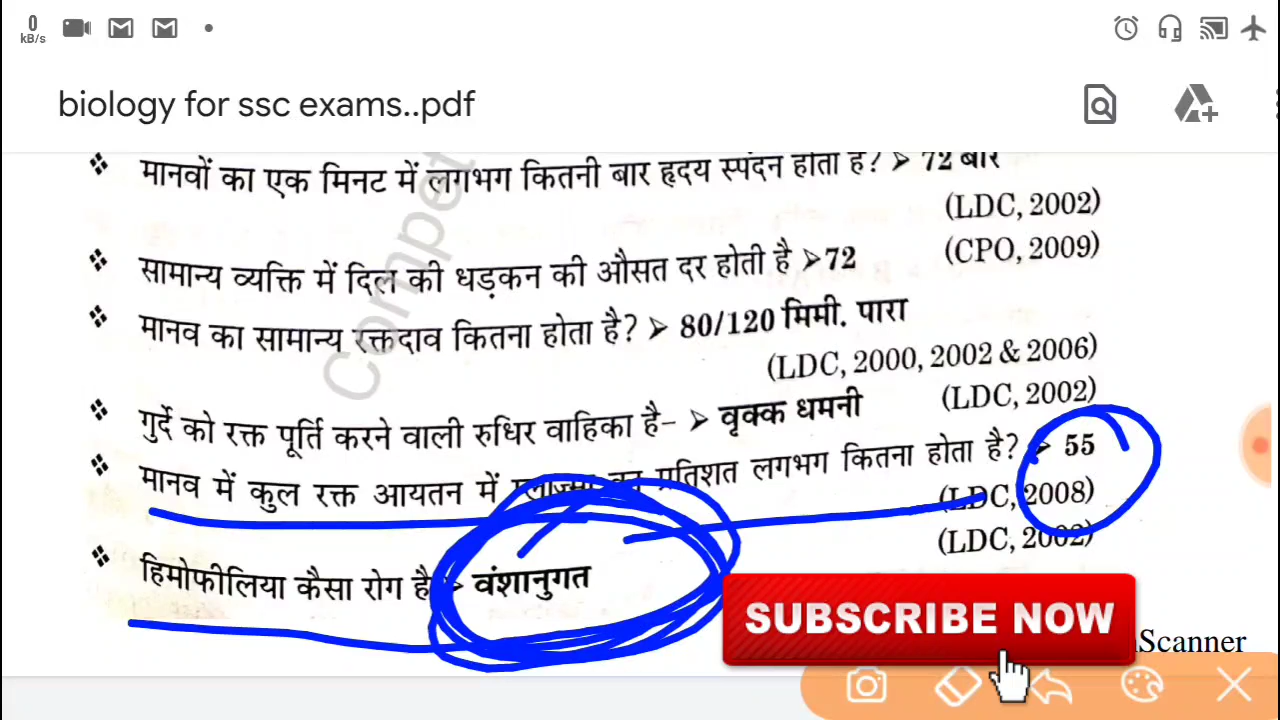 0
kB/s
biology for ssc exams..pdf
❖ मानवों का एक मिनट में लगभग कितनी बार हृदय स्पंदन होता है? ➤ 72 बार
(LDC, 2002)
❖ सामान्य व्यक्ति में दिल की धड़कन की औसत दर होती है ➤72
(CPO, 2009)
❖ मानव का सामान्य रक्तदाव कितना होता है? ➤ 80/120 मिमी. पारा
(LDC, 2000, 2002 & 2006)
❖ गुर्दे को रक्त पूर्ति करने वाली रुधिर वाहिका है- ➤ वृक्क धमनी
(LDC, 2002)
❖ मानव में कुल रक्त आयतन में प्लाज्मा का प्रतिशत लगभग कितना होता है? ➤ 55
(LDC, 2008)
❖ हिमोफीलिया कैसा रोग है ➤ वंशानुगत
(LDC, 2002)
Compet
SUBSCRIBE NOW
Scanner